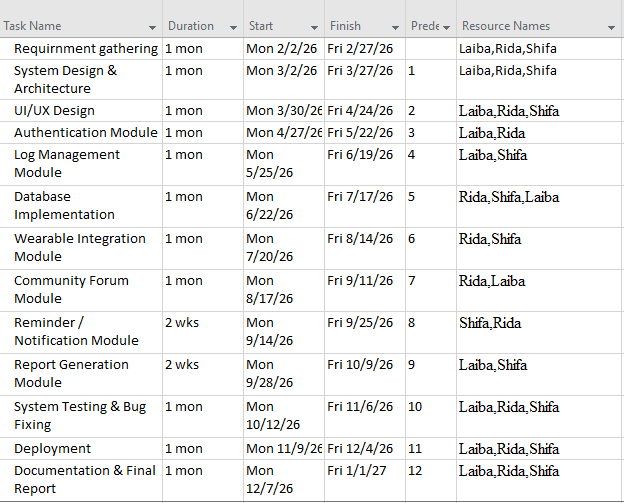 Task Name Duration Start Finish Prede Resource Names
Requirnment gathering 1 mon Mon 2/2/26 Fri 2/27/26 Laiba,Rida,Shifa
System Design & 1 mon Mon 3/2/26 Fri 3/27/26 1 Laiba,Rida,Shifa
Architecture
UI/UX Design 1 mon Mon 3/30/26 Fri 4/24/26 2 Laiba,Rida,Shifa
Authentication Module 1 mon Mon 4/27/26 Fri 5/22/26 3 Laiba,Rida
Log Management 1 mon Mon Fri 6/19/26 4 Laiba,Shifa
Module 5/25/26
Database 1 mon Mon Fri 7/17/26 5 Rida,Shifa,Laiba
Implementation 6/22/26
Wearable Integration 1 mon Mon Fri 8/14/26 6 Rida,Shifa
Module 7/20/26
Community Forum 1 mon Mon Fri 9/11/26 7 Rida,Laiba
Module 8/17/26
Reminder / 2 wks Mon Fri 9/25/26 8 Shifa,Rida
Notification Module 9/14/26
Report Generation 2 wks Mon Fri 10/9/26 9 Laiba,Shifa
Module 9/28/26
System Testing & Bug 1 mon Mon Fri 11/6/26 10 Laiba,Rida,Shifa
Fixing 10/12/26
Deployment 1 mon Mon 11/9/26 Fri 12/4/26 11 Laiba,Rida,Shifa
Documentation & Final 1 mon Mon Fri 1/1/27 12 Laiba,Rida,Shifa
Report 12/7/26